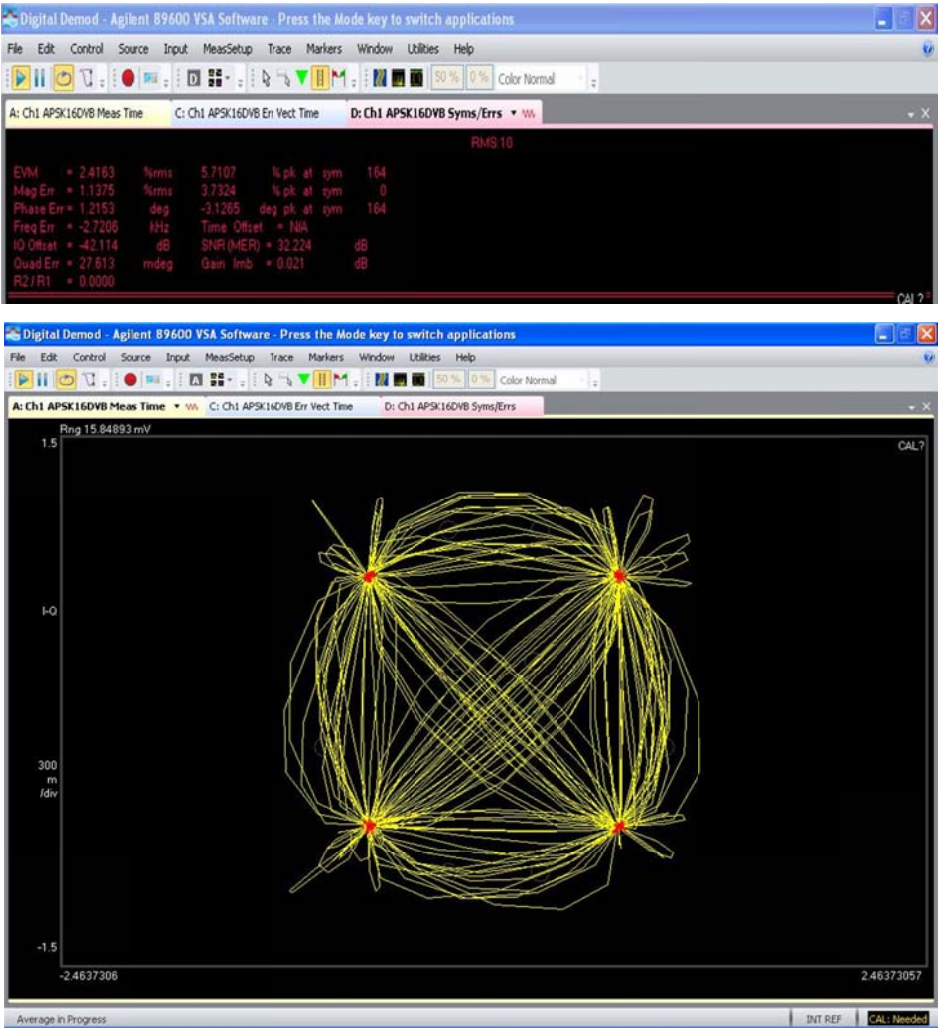 Digital Demod - Agilent 89600 VSA Software - Press the Mode key to switch applications
File Edit Control Source Input MeasSetup Trace Markers Window Utilities Help
50 % 0 % Color Normal
A: Ch1 APSK16DVB Meas Time C: Ch1 APSK16DVB Err Vect Time D: Ch1 APSK16DVB Syms/Errs
RMS:10
EVM = 2.4163 %rms 5.7107 % pk at sym 164
Mag Err = 1.1375 %rms 3.7324 % pk at sym 0
Phase Err = 1.2153 deg -3.1265 deg pk at sym 164
Freq Err = -2.7206 kHz Time Offset = N/A
IQ Offset = -42.114 dB SNR (MER) = 32.224 dB
Quad Err = 27.613 mdeg Gain Imb = 0.021 dB
R2 / R1 = 0.0000
CAL?
Digital Demod - Agilent 89600 VSA Software - Press the Mode key to switch applications
File Edit Control Source Input MeasSetup Trace Markers Window Utilities Help
A 50 % 0 % Color Normal
A: Ch1 APSK16DVB Meas Time C: Ch1 APSK16DVB Err Vect Time D: Ch1 APSK16DVB Syms/Errs
Rng 15.84893 mV
1.5 CAL?
I-Q
300
m
/div
-1.5
-2.4637306 2.46373057
Average in Progress INT REF CAL: Needed